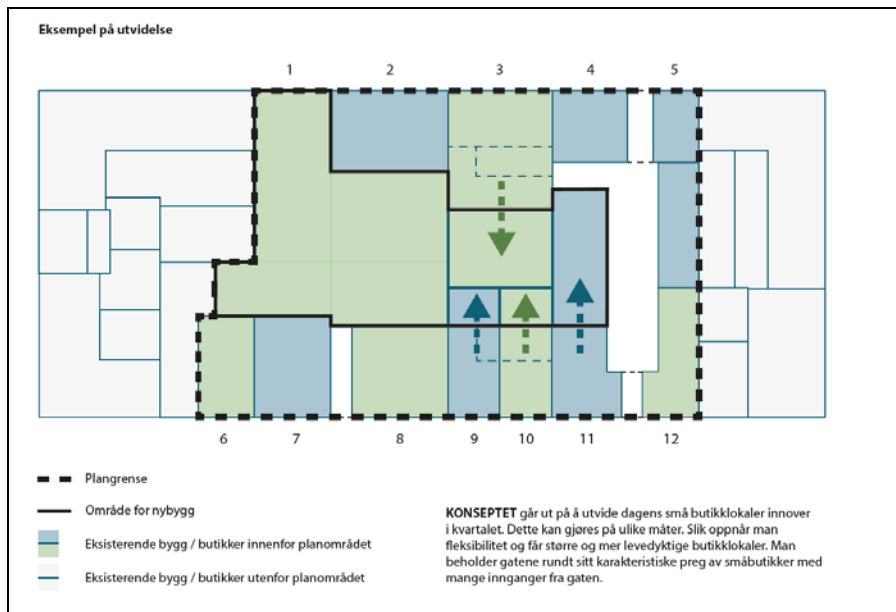 Eksempel på utvidelse
1 2 3 4 5
6 7 8 9 10 11 12
Plangrense
Område for nybygg
Eksisterende bygg / butikker innenfor planområdet
Eksisterende bygg / butikker utenfor planområdet
KONSEPTET går ut på å utvide dagens små butikklokaler innover
i kvartalet. Dette kan gjøres på ulike måter. Slik oppnår man
fleksibilitet og får større og mer levedyktige butikklokaler. Man
beholder gatene rundt sitt karakteristiske preg av småbutikker med
mange innganger fra gaten.